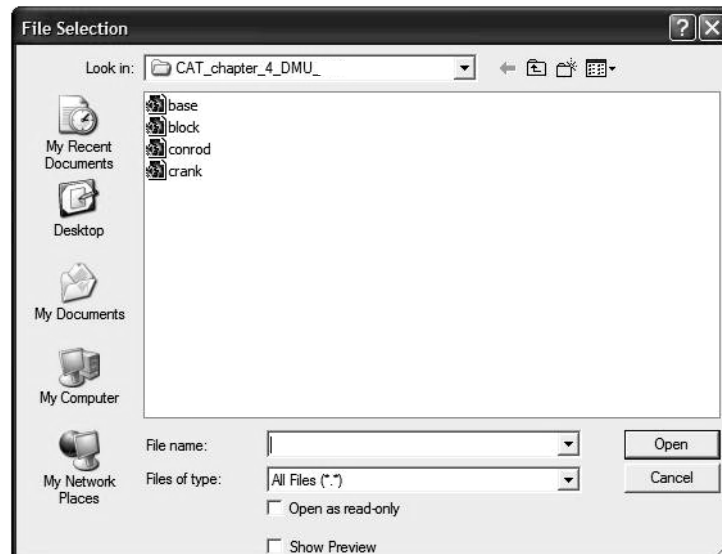 File Selection
Look in: CAT_chapter_4_DMU_
base
block
conrod
crank
My Recent
Documents
Desktop
My Documents
My Computer
My Network
Places
File name:
Open
Files of type: All Files (*.*)
Cancel
Open as read-only
Show Preview